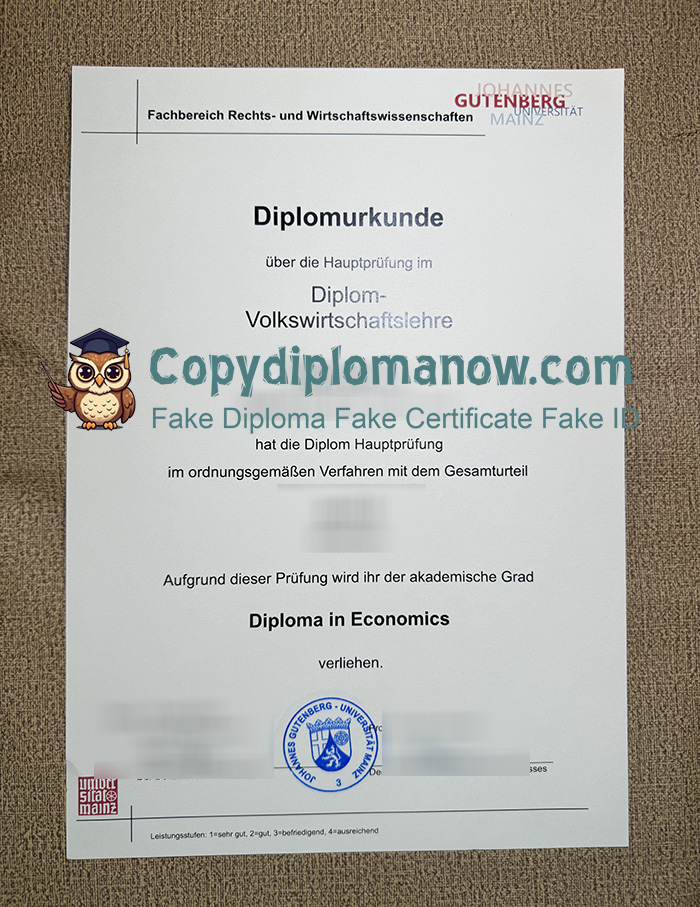 JOHANNES
GUTENBERG
UNIVERSITÄT
MAINZ
Fachbereich Rechts- und Wirtschaftswissenschaften
Diplomurkunde
über die Hauptprüfung im
Diplom-
Volkswirtschaftslehre
Copydiplomanow.com
Fake Diploma Fake Certificate Fake ID
hat die Diplom Hauptprüfung
im ordnungsgemäßen Verfahren mit dem Gesamturteil
Aufgrund dieser Prüfung wird ihr der akademische Grad
Diploma in Economics
verliehen.
JOHANNES GUTENBERG - UNIVERSITÄT MAINZ
3
Leistungsstufen: 1=sehr gut, 2=gut, 3=befriedigend, 4=ausreichend